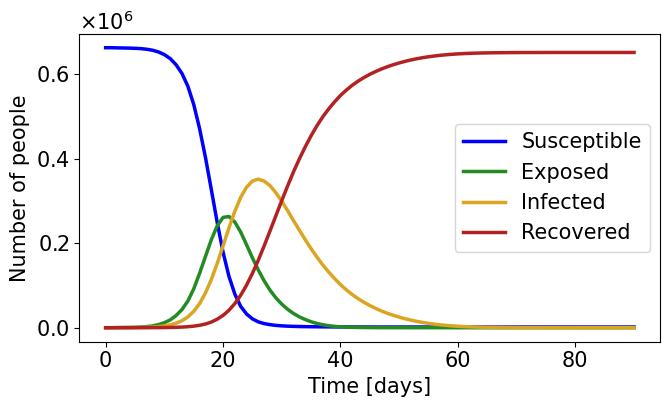 ×10⁶
0.6
0.4
0.2
0.0
Number of people
Susceptible
Exposed
Infected
Recovered
0 20 40 60 80
Time [days]